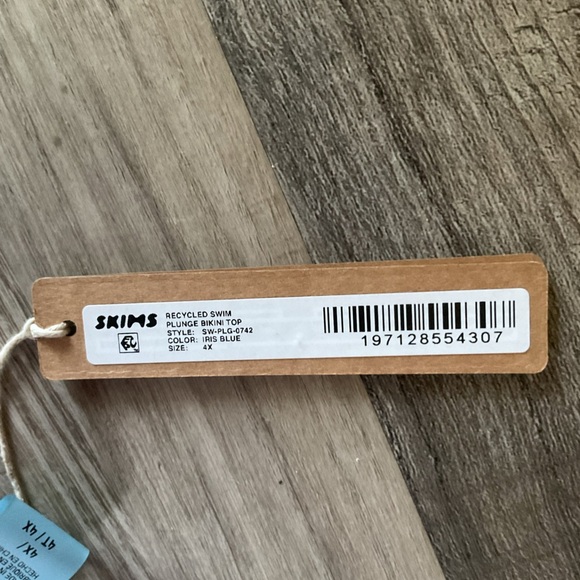 SKIMS
RECYCLED SWIM
PLUNGE BIKINI TOP
STYLE: SW-PLG-0742
COLOR: IRIS BLUE
SIZE: 4X
197128554307
4X/
4T/4X